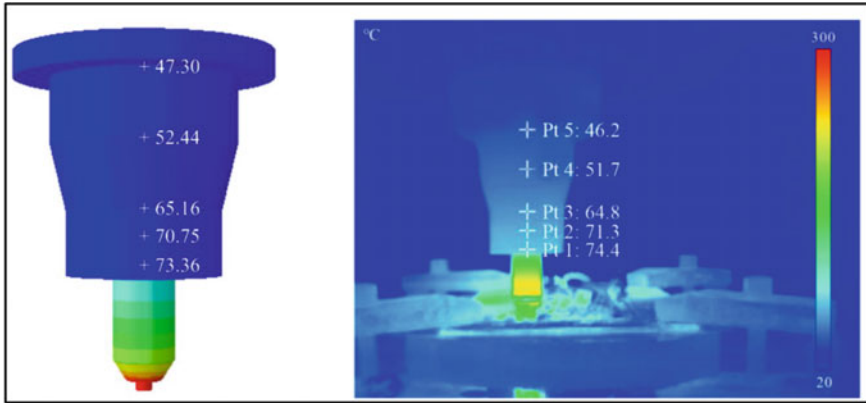 + 47.30
+ 52.44
+ 65.16
+ 70.75
+ 73.36
°C
300
Pt 5: 46.2
Pt 4: 51.7
Pt 3: 64.8
Pt 2: 71.3
Pt 1: 74.4
20